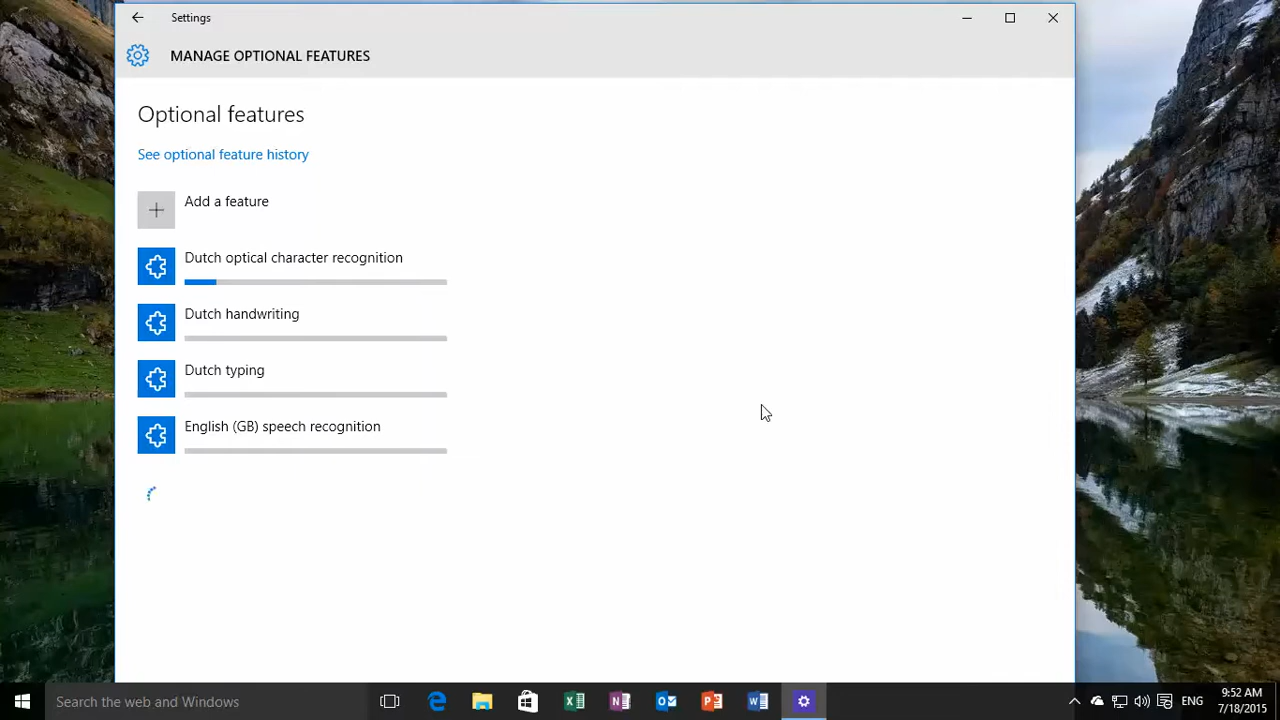 Settings
MANAGE OPTIONAL FEATURES
Optional features
See optional feature history
Add a feature
Dutch optical character recognition
Dutch handwriting
Dutch typing
English (GB) speech recognition
Search the web and Windows
ENG
9:52 AM
7/18/2015